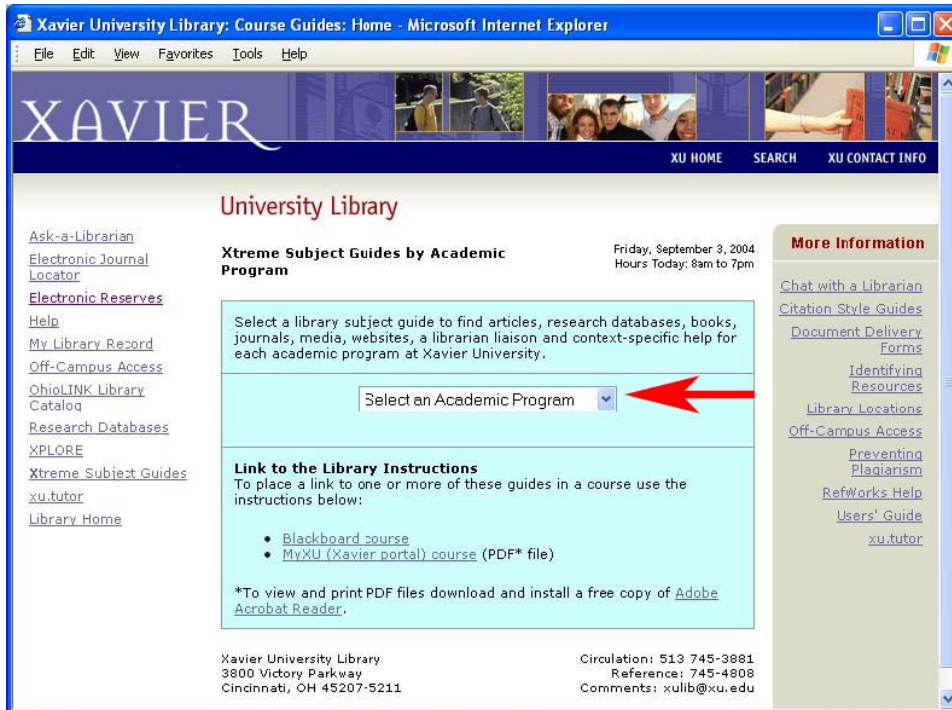 Xavier University Library: Course Guides: Home - Microsoft Internet Explorer
File Edit View Favorites Tools Help
XAVIER
XU HOME SEARCH XU CONTACT INFO
University Library
Ask-a-Librarian
Electronic Journal
Locator
Electronic Reserves
Help
My Library Record
Off-Campus Access
OhioLINK Library
Catalog
Research Databases
XPLORE
Xtreme Subject Guides
xu.tutor
Library Home
Xtreme Subject Guides by Academic
Program
Friday, September 3, 2004
Hours Today: 8am to 7pm
Select a library subject guide to find articles, research databases, books,
journals, media, websites, a librarian liaison and context-specific help for
each academic program at Xavier University.
Select an Academic Program
Link to the Library Instructions
To place a link to one or more of these guides in a course use the
instructions below:
• Blackboard course
• MyXU (Xavier portal) course (PDF* file)
*To view and print PDF files download and install a free copy of Adobe
Acrobat Reader.
Xavier University Library
3800 Victory Parkway
Cincinnati, OH 45207-5211
Circulation: 513 745-3881
Reference: 745-4808
Comments: xulib@xu.edu
More Information
Chat with a Librarian
Citation Style Guides
Document Delivery
Forms
Identifying
Resources
Library Locations
Off-Campus Access
Preventing
Plagiarism
RefWorks Help
Users' Guide
xu.tutor